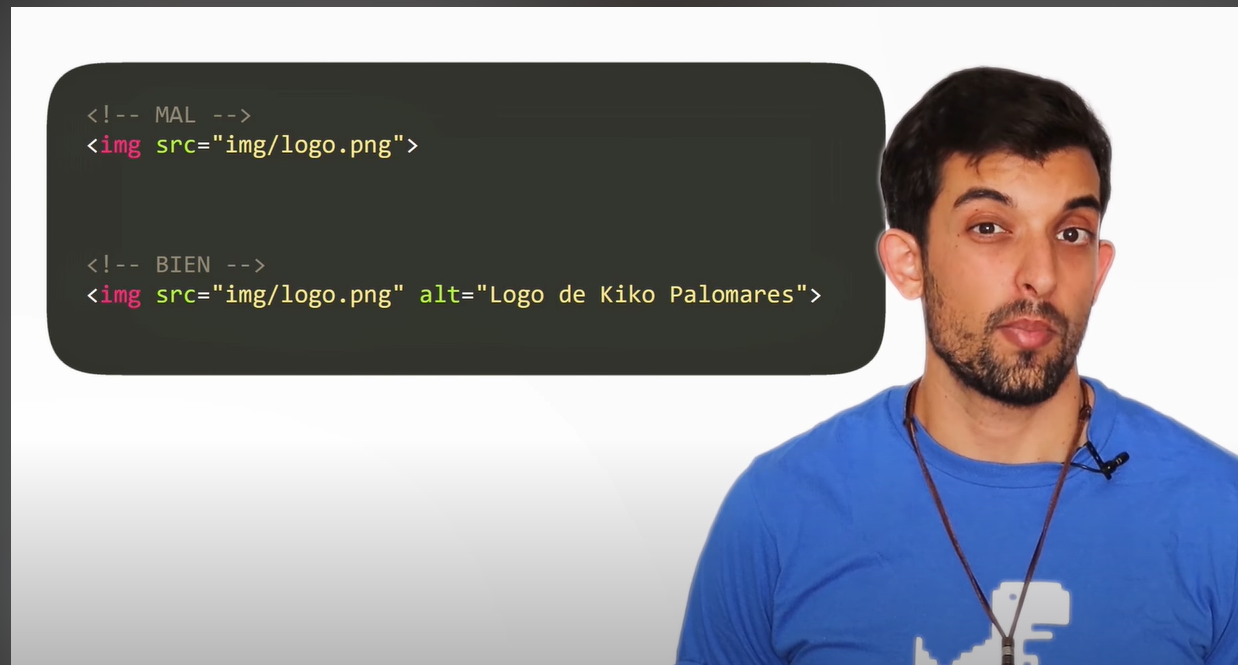 <!-- MAL -->
<img src="img/logo.png">
<!-- BIEN -->
<img src="img/logo.png" alt="Logo de Kiko Palomares">